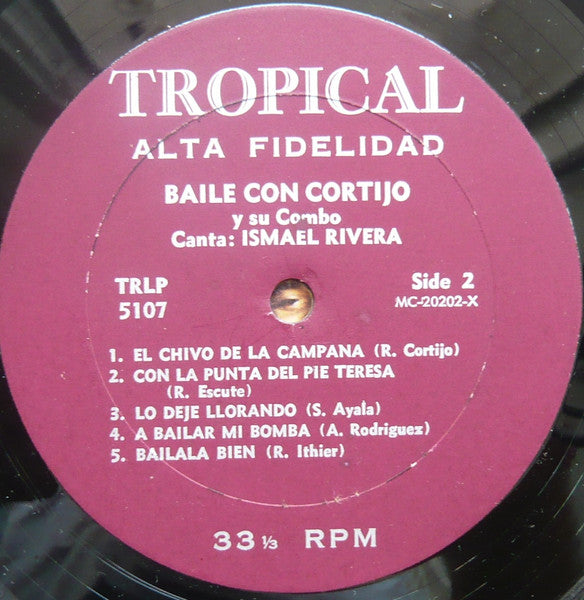 TROPICAL
ALTA FIDELIDAD
BAILE CON CORTIJO
y su Combo
Canta: ISMAEL RIVERA
TRLP
5107
Side 2
MC-20202-X
1. EL CHIVO DE LA CAMPANA (R. Cortijo)
2. CON LA PUNTA DEL PIE TERESA
(R. Escute)
3. LO DEJE LLORANDO (S. Ayala)
4. A BAILAR MI BOMBA (A. Rodriguez)
5. BAILALA BIEN (R. Ithier)
33 ⅓ RPM